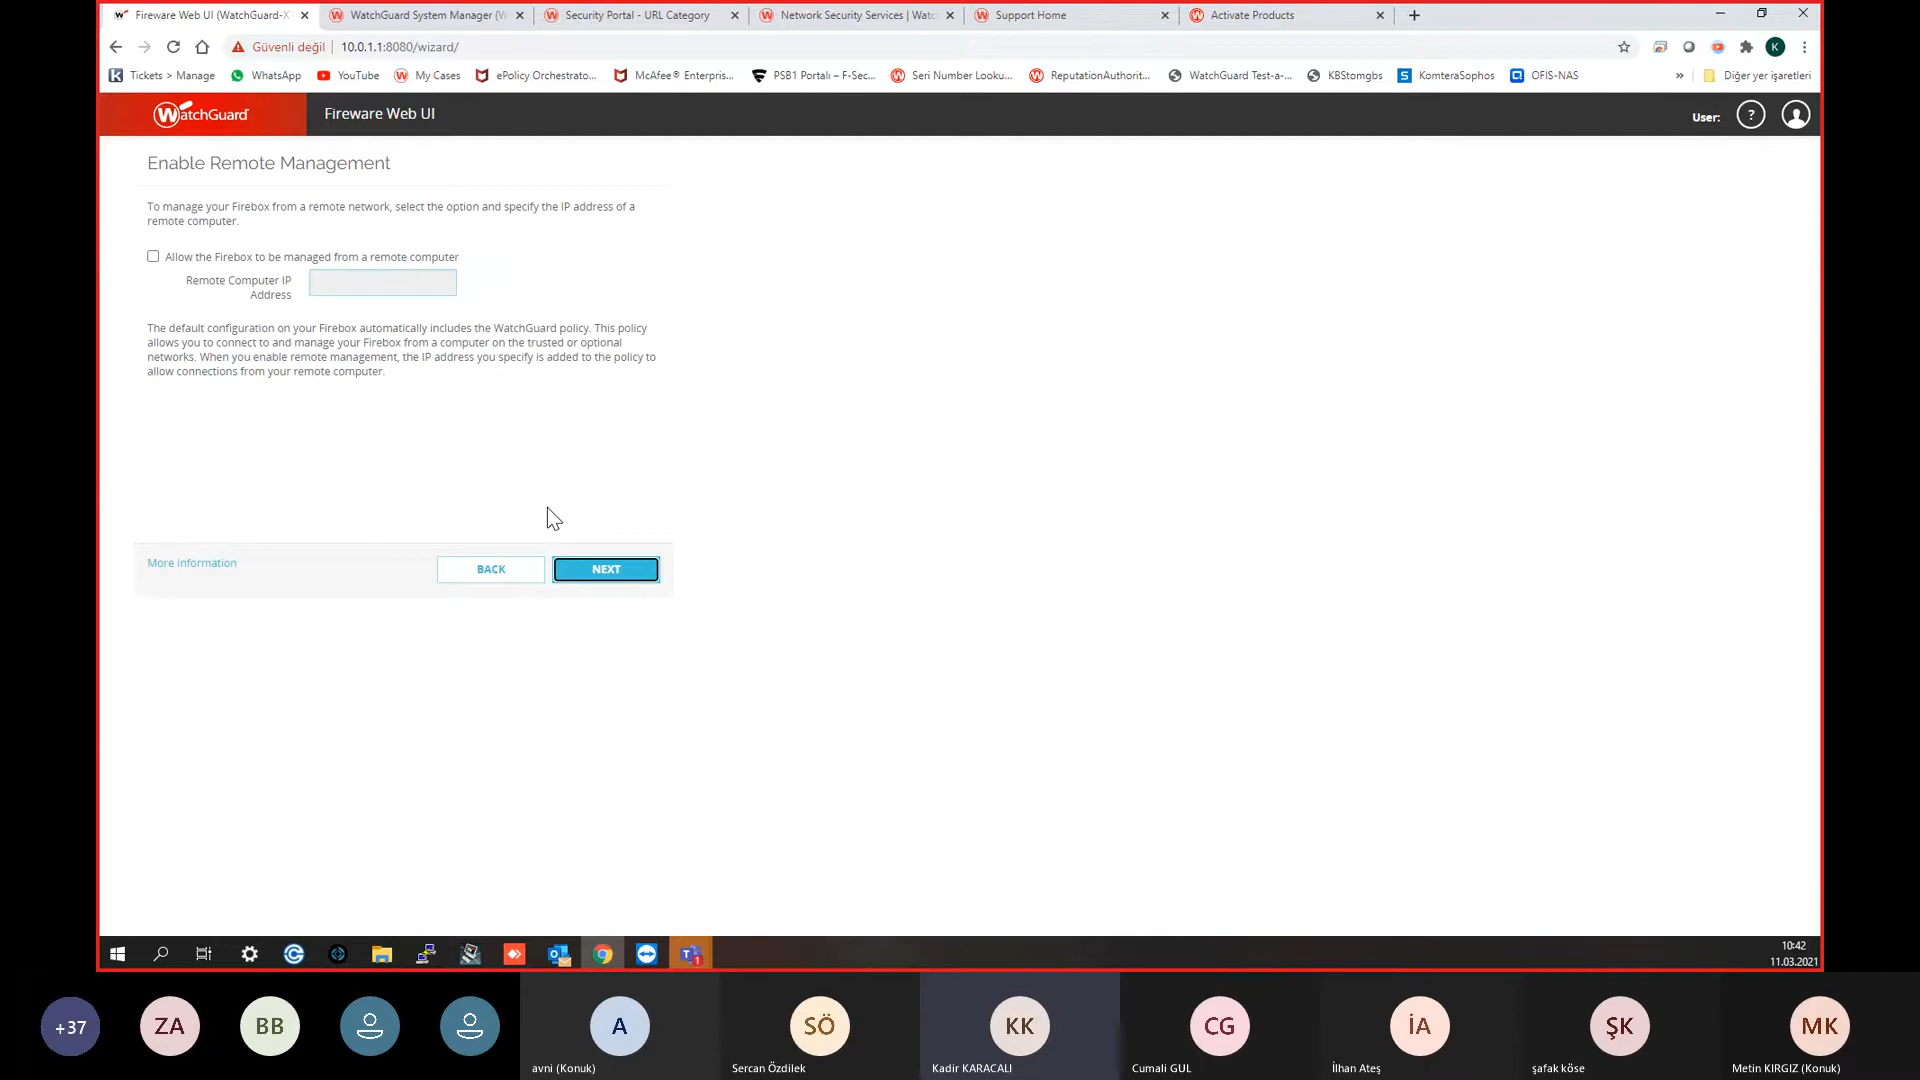 Fireware Web UI (WatchGuard-X
WatchGuard System Manager (W
Security Portal - URL Category
Network Security Services | Watc
Support Home
Activate Products
Güvenli değil
10.0.1.1:8080/wizard/
K
Tickets > Manage
WhatsApp
YouTube
My Cases
ePolicy Orchestrato...
McAfee® Enterpris...
PSB1 Portalı – F-Sec...
Seri Number Looku...
ReputationAuthorit...
WatchGuard Test-a-...
KBStomgbs
KomteraSophos
OFIS-NAS
»
Diğer yer işaretleri
WatchGuard
Fireware Web UI
User:
?
Enable Remote Management
To manage your Firebox from a remote network, select the option and specify the IP address of a
remote computer.
Allow the Firebox to be managed from a remote computer
Remote Computer IP
Address
The default configuration on your Firebox automatically includes the WatchGuard policy. This policy
allows you to connect to and manage your Firebox from a computer on the trusted or optional
networks. When you enable remote management, the IP address you specify is added to the policy to
allow connections from your remote computer.
More Information
BACK
NEXT
10:42
11.03.2021
+37
ZA
BB
A
SÖ
KK
CG
İA
ŞK
MK
avni (Konuk)
Sercan Özdilek
Kadir KARACALI
Cumali GUL
İlhan Ateş
şafak köse
Metin KIRGIZ (Konuk)